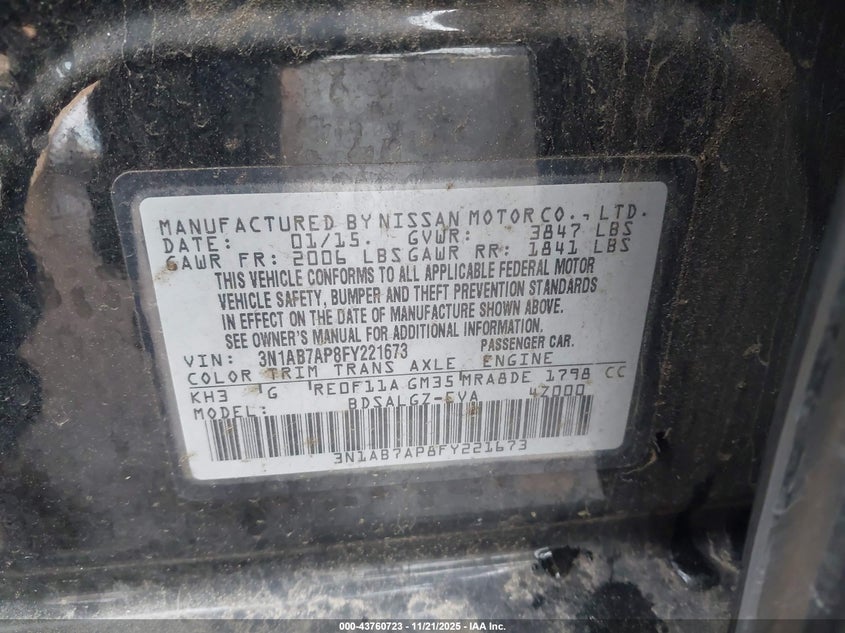 MANUFACTURED BY NISSAN MOTOR CO., LTD.
DATE: 01/15. GVWR: 3847 LBS
GAWR FR: 2006 LBS GAWR RR: 1841 LBS
THIS VEHICLE CONFORMS TO ALL APPLICABLE FEDERAL MOTOR
VEHICLE SAFETY, BUMPER AND THEFT PREVENTION STANDARDS
IN EFFECT ON THE DATE OF MANUFACTURE SHOWN ABOVE.
SEE OWNER'S MANUAL FOR ADDITIONAL INFORMATION.
VIN: 3N1AB7AP8FY221673 PASSENGER CAR.
COLOR TRIM TRANS AXLE ENGINE
KH3 G RE0F11A GM35 MRA8DE 1798 CC
MODEL: BDSALGZ-EVA 4Z000
3N1AB7AP8FY221673
000-43760723 | 11/21/2025 – IAA Inc.